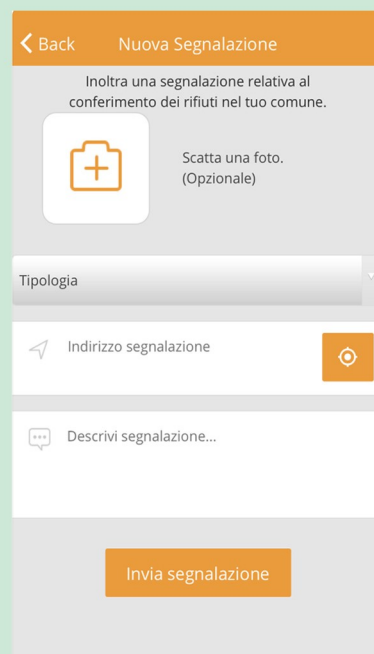 Back Nuova Segnalazione
Inoltra una segnalazione relativa al
conferimento dei rifiuti nel tuo comune.
Scatta una foto.
(Opzionale)
Tipologia
Indirizzo segnalazione
Descrivi segnalazione...
Invia segnalazione